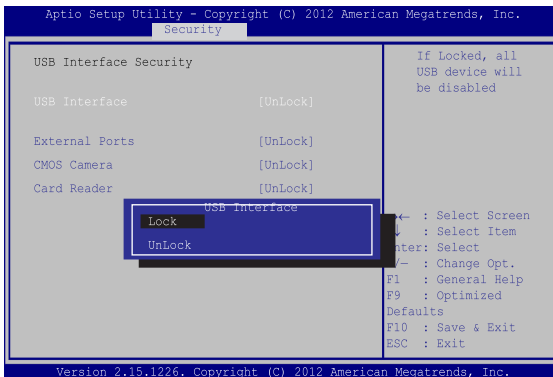 Aptio Setup Utility - Copyright (C) 2012 American Megatrends, Inc.
Security
USB Interface Security
USB Interface [UnLock]
External Ports [UnLock]
CMOS Camera [UnLock]
Card Reader [UnLock]
USB Interface
Lock
UnLock
If Locked, all
USB device will
be disabled
→← : Select Screen
↓ : Select Item
nter: Select
/— : Change Opt.
F1 : General Help
F9 : Optimized
Defaults
F10 : Save & Exit
ESC : Exit
Version 2.15.1226. Copyright (C) 2012 American Megatrends, Inc.